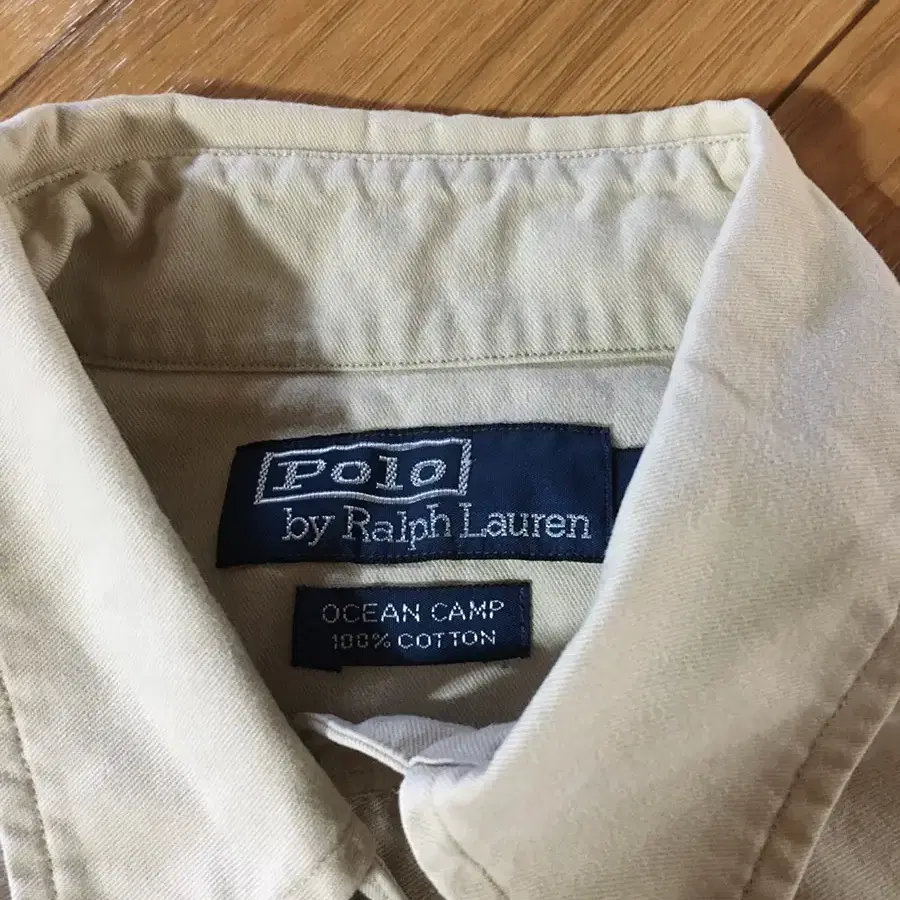 Polo
by Ralph Lauren
OCEAN CAMP
100% COTTON